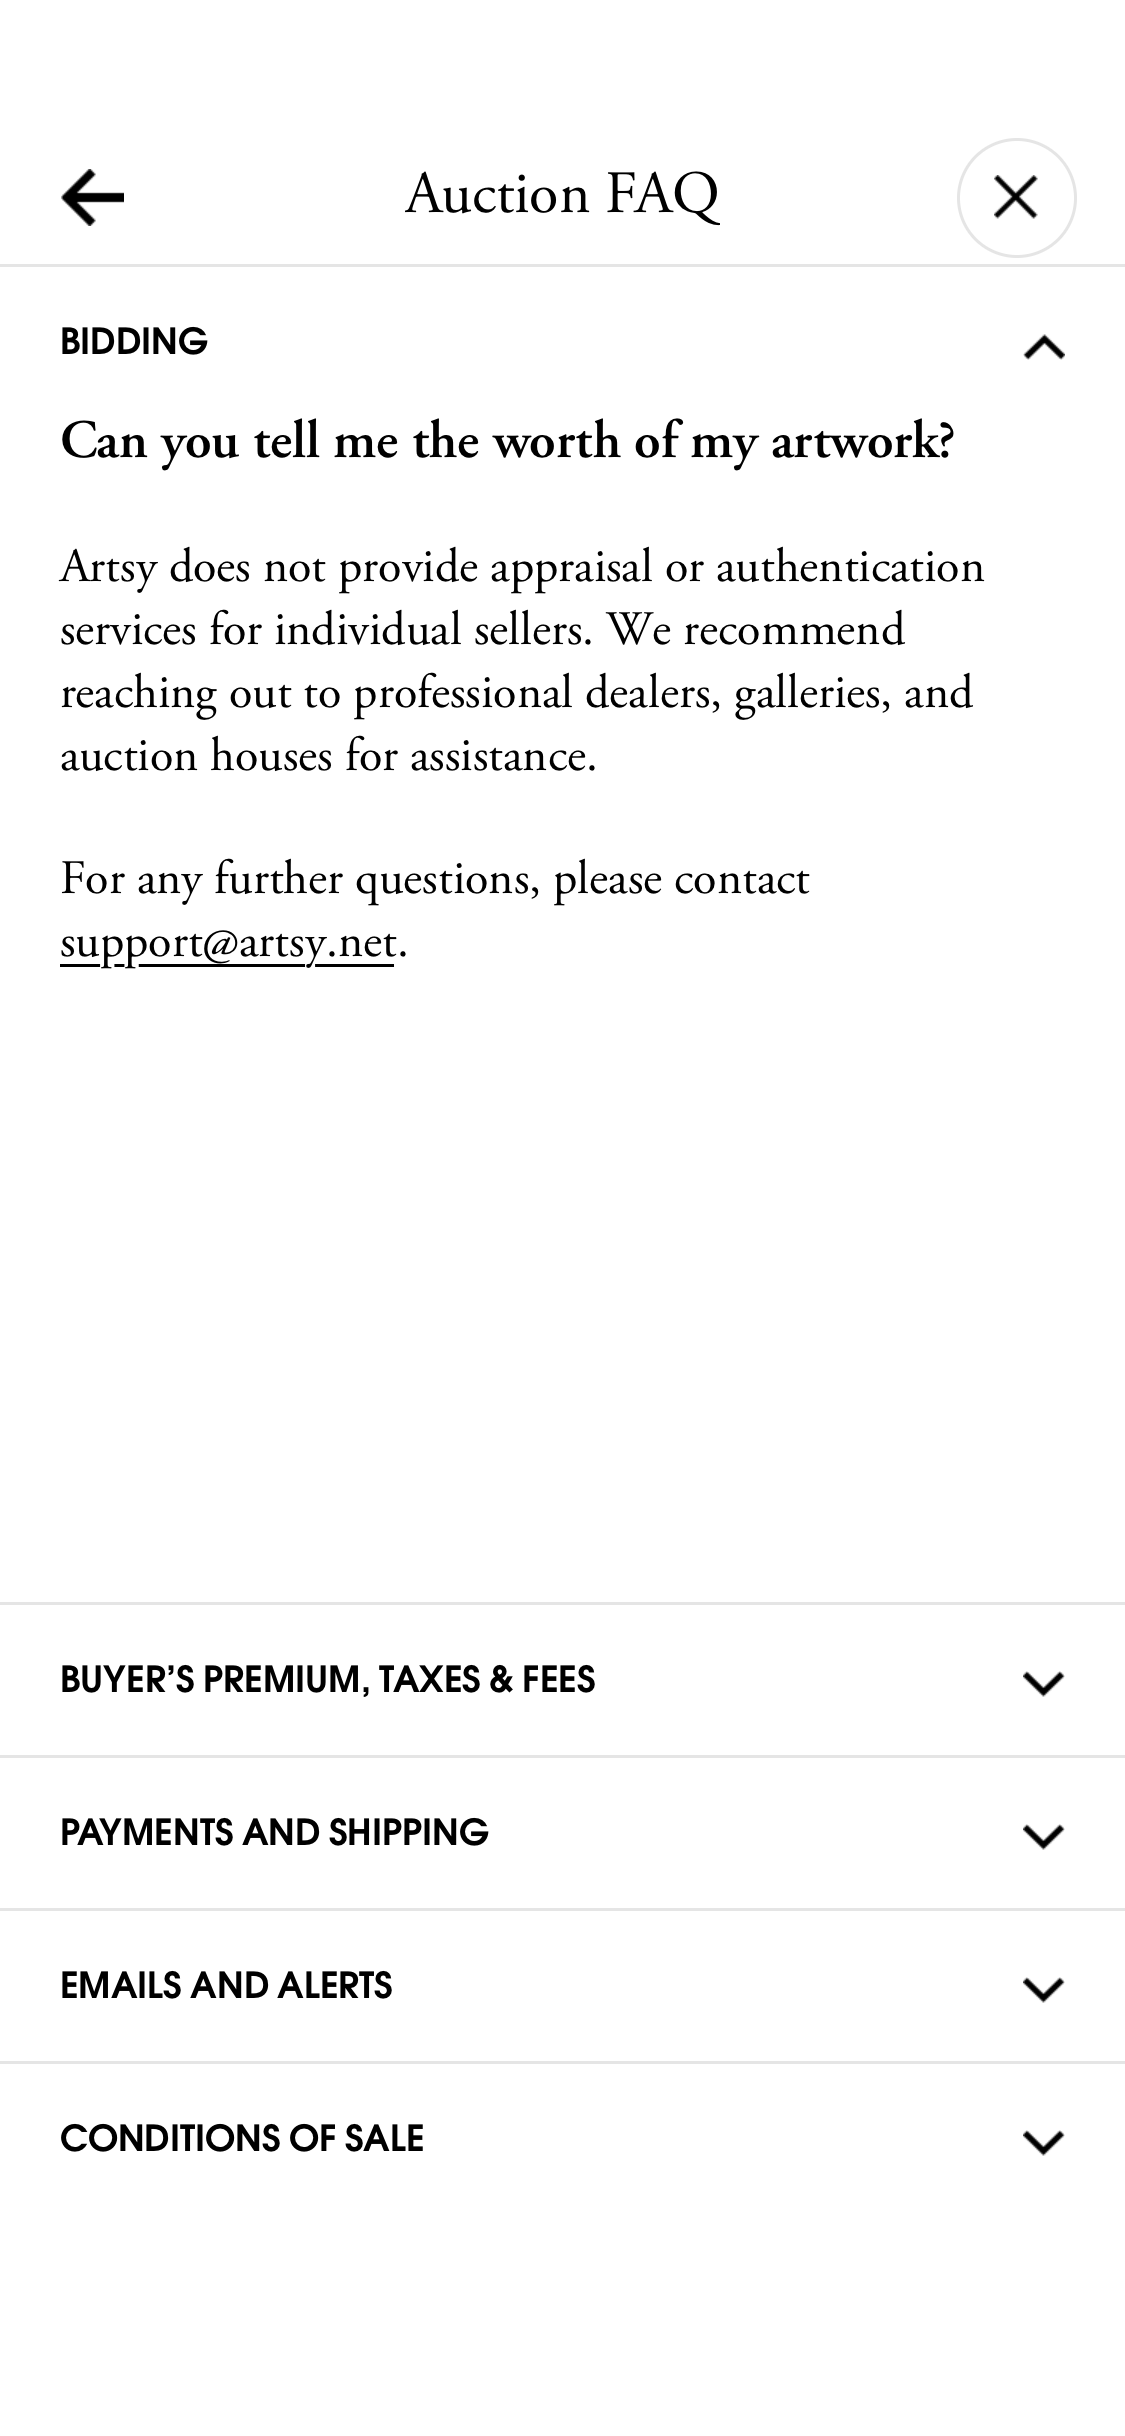 Auction FAQ
BIDDING
Can you tell me the worth of my artwork?
Artsy does not provide appraisal or authentication
services for individual sellers. We recommend
reaching out to professional dealers, galleries, and
auction houses for assistance.
For any further questions, please contact
support@artsy.net.
BUYER’S PREMIUM, TAXES & FEES
PAYMENTS AND SHIPPING
EMAILS AND ALERTS
CONDITIONS OF SALE